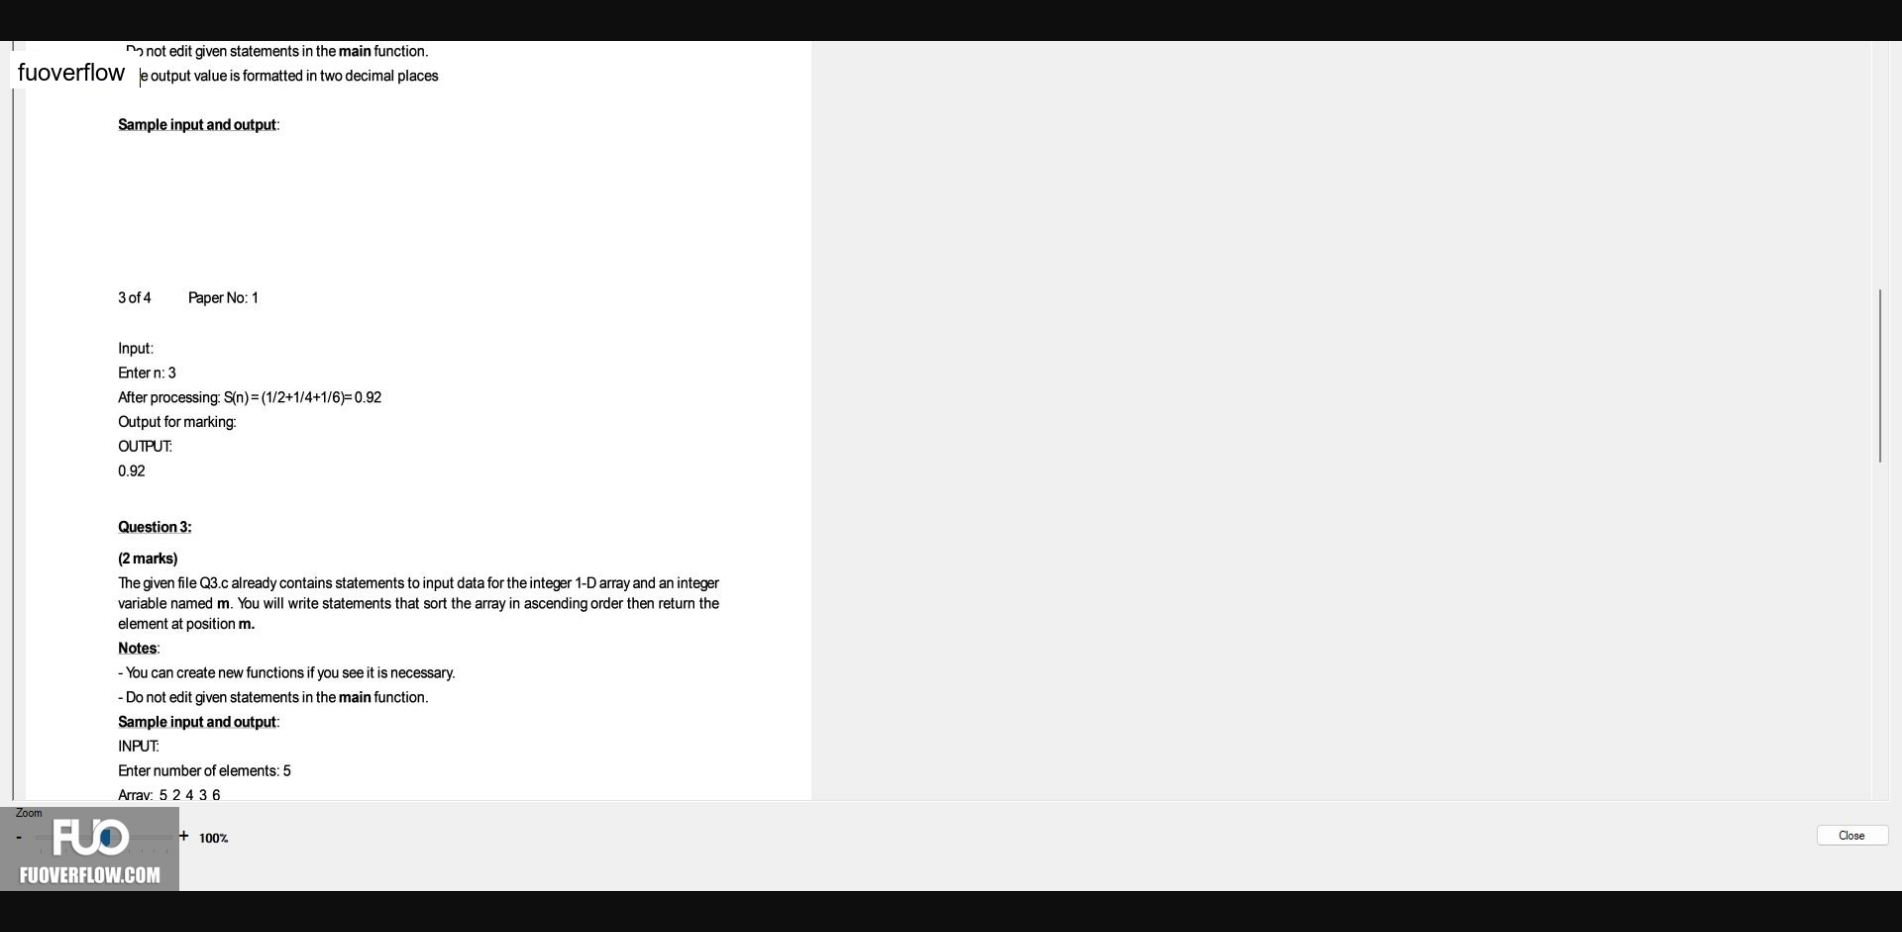 Do not edit given statements in the main function.
fuoverflow
e output value is formatted in two decimal places
Sample input and output:
3 of 4 Paper No: 1
Input:
Enter n: 3
After processing: S(n) = (1/2+1/4+1/6)= 0.92
Output for marking:
OUTPUT:
0.92
Question 3:
(2 marks)
The given file Q3.c already contains statements to input data for the integer 1-D array and an integer
variable named m. You will write statements that sort the array in ascending order then return the
element at position m.
Notes:
- You can create new functions if you see it is necessary.
- Do not edit given statements in the main function.
Sample input and output:
INPUT:
Enter number of elements: 5
Array: 5 2 4 3 6
Zoom
- + 100%
Close
FUO
FUOVERFLOW.COM